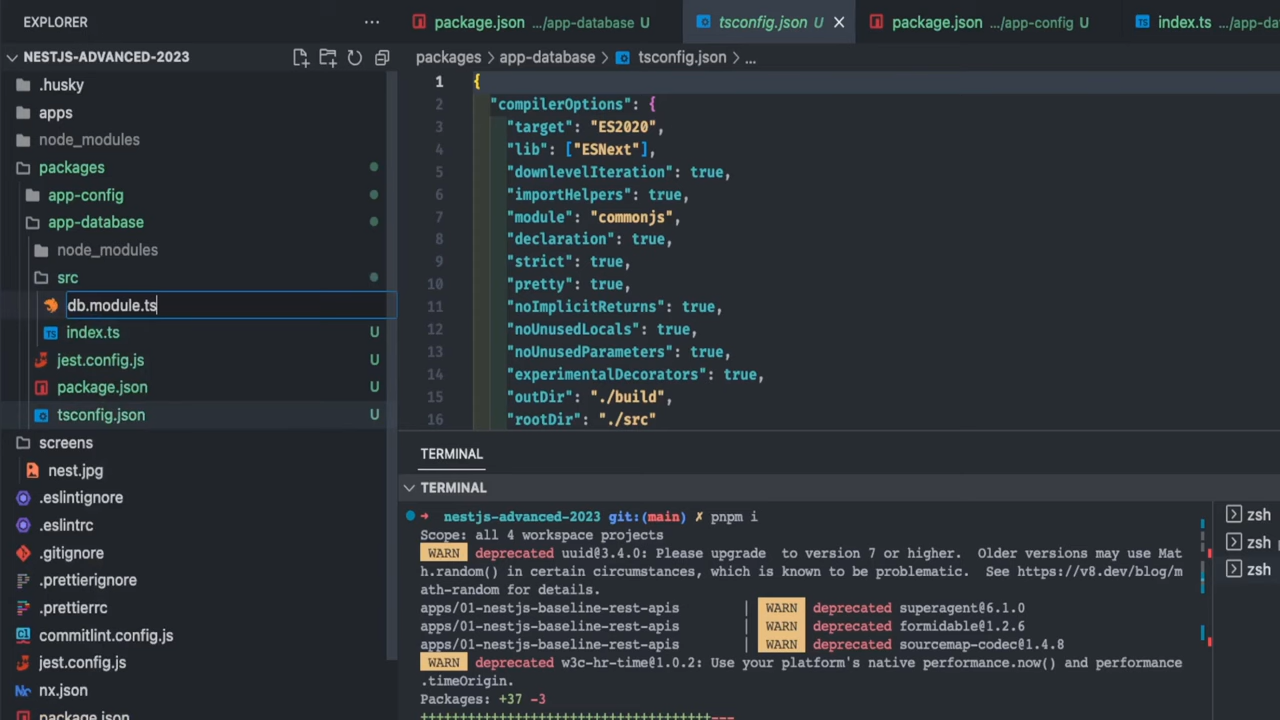 EXPLORER
NESTJS-ADVANCED-2023
.husky
apps
node_modules
packages
app-config
app-database
node_modules
src
db.module.ts
index.ts U
jest.config.js U
package.json U
tsconfig.json U
screens
nest.jpg
.eslintignore
.eslintrc
.gitignore
.prettierignore
.prettierrc
commitlint.config.js
jest.config.js
nx.json
package.json
package.json .../app-database U
tsconfig.json U
package.json .../app-config U
index.ts .../app-da
packages > app-database > tsconfig.json > ...
1 {
2 "compilerOptions": {
3 "target": "ES2020",
4 "lib": ["ESNext"],
5 "downlevelIteration": true,
6 "importHelpers": true,
7 "module": "commonjs",
8 "declaration": true,
9 "strict": true,
10 "pretty": true,
11 "noImplicitReturns": true,
12 "noUnusedLocals": true,
13 "noUnusedParameters": true,
14 "experimentalDecorators": true,
15 "outDir": "./build",
16 "rootDir": "./src"
TERMINAL
TERMINAL
→ nestjs-advanced-2023 git:(main) ✗ pnpm i
Scope: all 4 workspace projects
WARN deprecated uuid@3.4.0: Please upgrade to version 7 or higher. Older versions may use Mat
h.random() in certain circumstances, which is known to be problematic. See https://v8.dev/blog/m
ath-random for details.
apps/01-nestjs-baseline-rest-apis | WARN deprecated superagent@6.1.0
apps/01-nestjs-baseline-rest-apis | WARN deprecated formidable@1.2.6
apps/01-nestjs-baseline-rest-apis | WARN deprecated sourcemap-codec@1.4.8
WARN deprecated w3c-hr-time@1.0.2: Use your platform's native performance.now() and performance
.timeOrigin.
Packages: +37 -3
+++++++++++++++++++++++++++++++++++++---
zsh
zsh
zsh